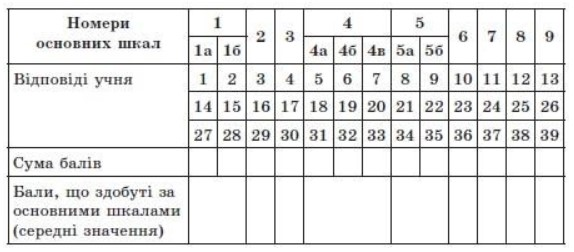 Номери основних шкал 1 2 3 4 5 6 7 8 9
1а 1б 4а 4б 4в 5а 5б
Відповіді учня 1 2 3 4 5 6 7 8 9 10 11 12 13
14 15 16 17 18 19 20 21 22 23 24 25 26
27 28 29 30 31 32 33 34 35 36 37 38 39
Сума балів
Бали, що здобуті за
основними шкалами
(середні значення)